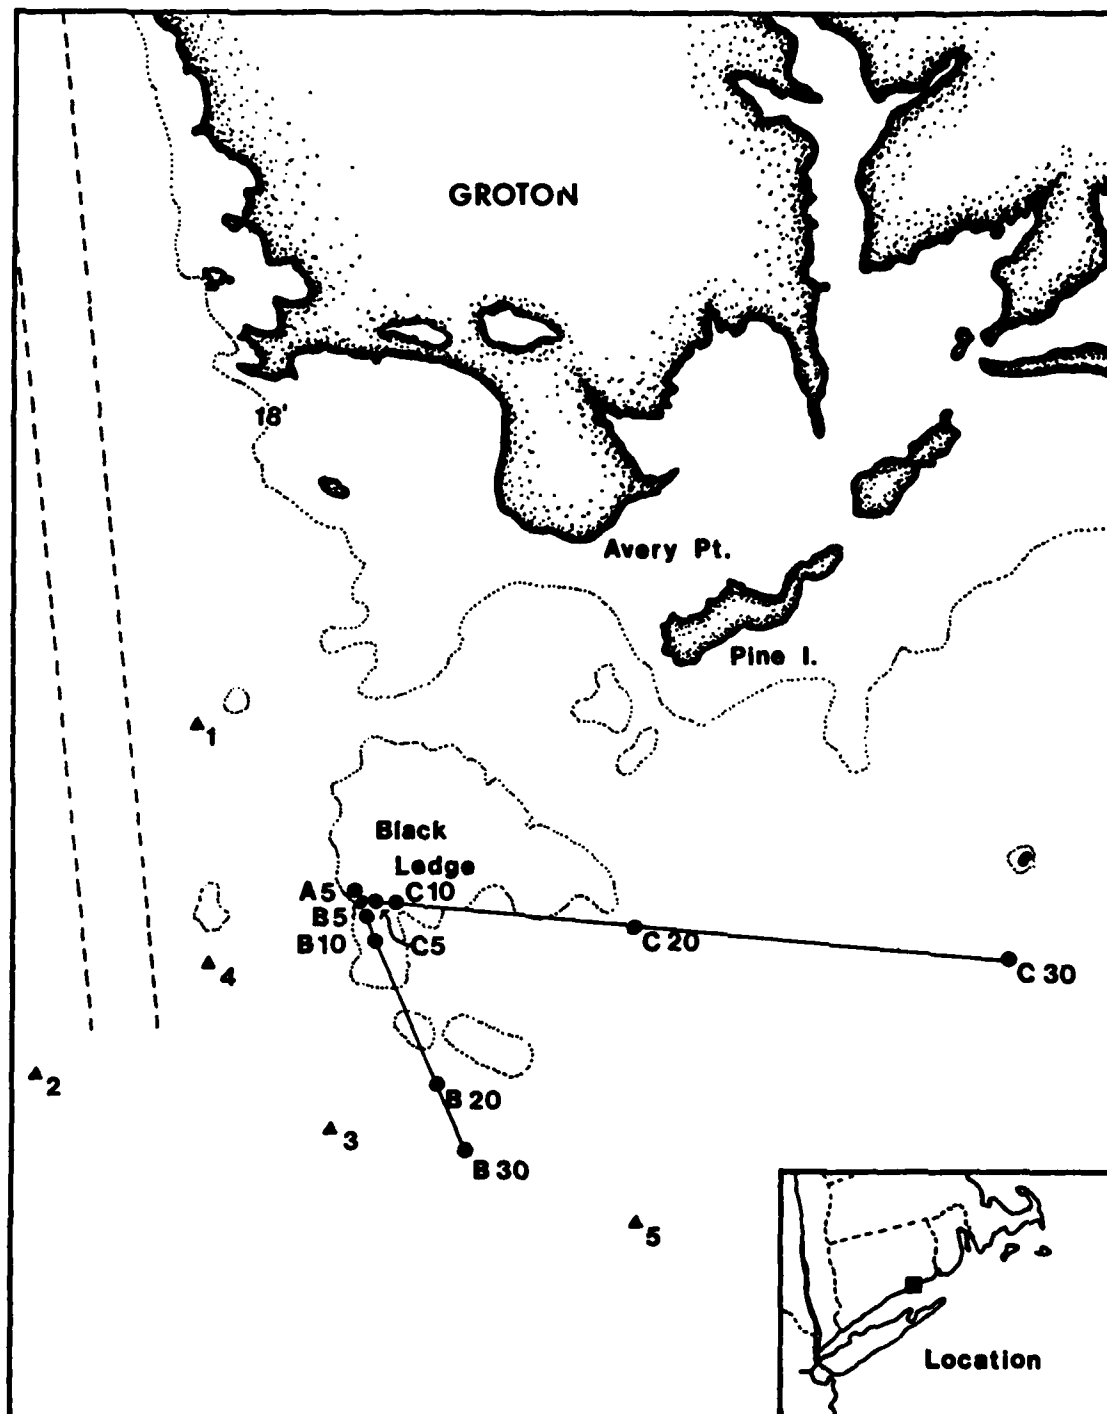 GROTON
18'
Avery Pt.
Pine I.
1
Black
Ledge
A5
C10
B5
B10
C5
C20
C30
4
2
B20
3
B30
5
Location